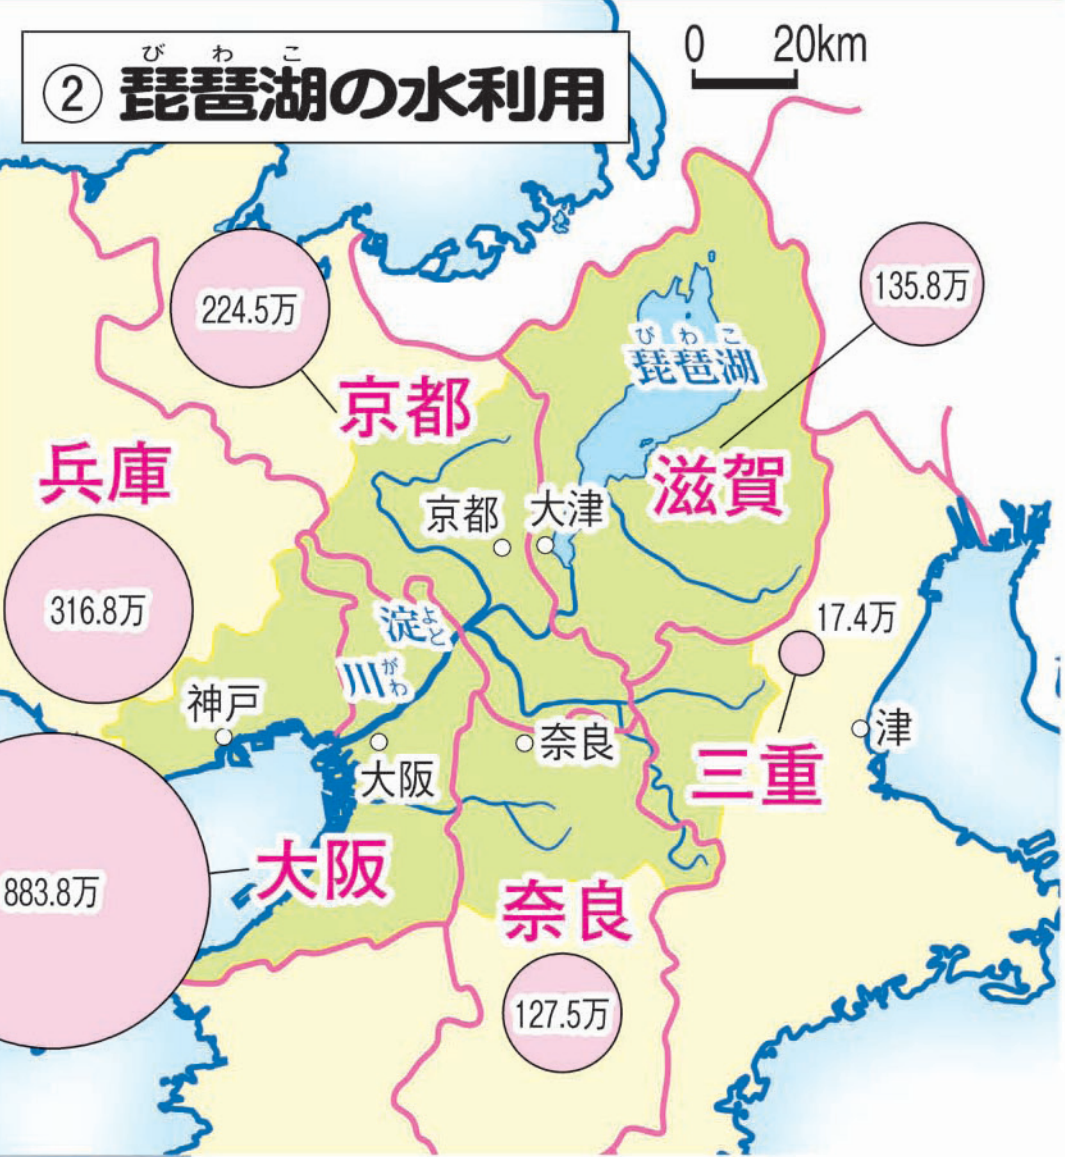 ② 琵琶湖の水利用
びわこ
0 20km
224.5万
135.8万
びわこ
琵琶湖
京都
兵庫
滋賀
京都
大津
316.8万
淀川
よどがわ
17.4万
神戸
大阪
奈良
津
三重
883.8万
大阪
奈良
127.5万